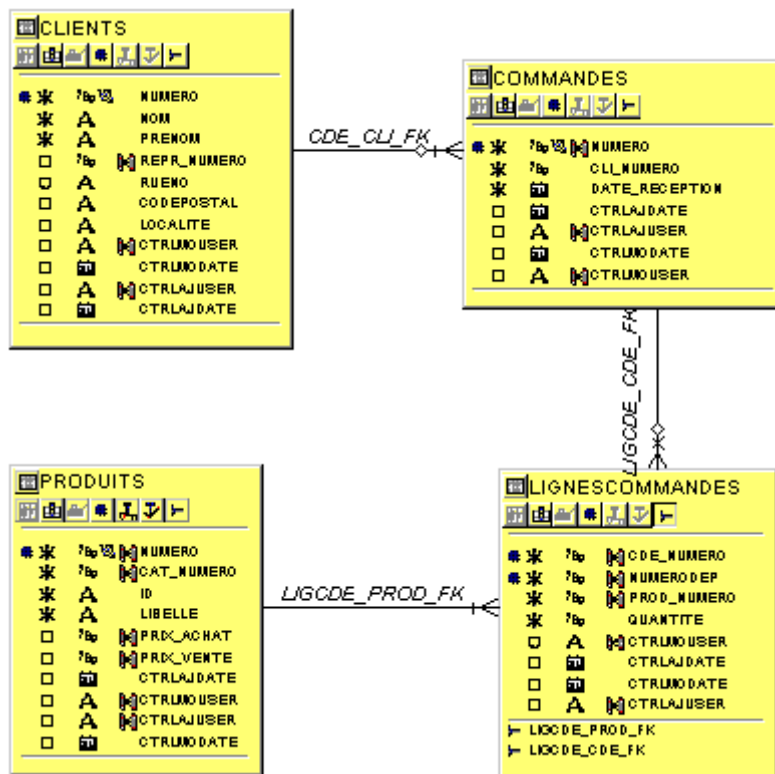 CLIENTS
NUMERO
NOM
PRENOM
REPR_NUMERO
RUENO
CODEPOSTAL
LOCALITE
CTRLMOUSER
CTRLMODATE
CTRLAJUSER
CTRLAJDATE
CDE_CLI_FK
COMMANDES
NUMERO
CLI_NUMERO
DATE_RECEPTION
CTRLAJDATE
CTRLAJUSER
CTRLMODATE
CTRLMOUSER
LIGCDE_CDE_FK
PRODUITS
NUMERO
CAT_NUMERO
ID
LIBELLE
PRIX_ACHAT
PRIX_VENTE
CTRLAJDATE
CTRLMOUSER
CTRLAJUSER
CTRLMODATE
LIGCDE_PROD_FK
LIGNESCOMMANDES
CDE_NUMERO
NUMERODEP
PROD_NUMERO
QUANTITE
CTRLMOUSER
CTRLAJDATE
CTRLMODATE
CTRLAJUSER
LIGCDE_PROD_FK
LIGCDE_CDE_FK